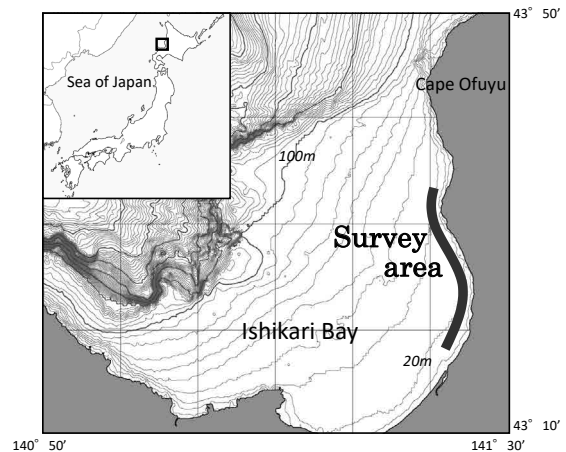 43° 50'
Sea of Japan
Cape Ofuyu
100m
Survey
area
Ishikari Bay
20m
43° 10'
140° 50'
141° 30'